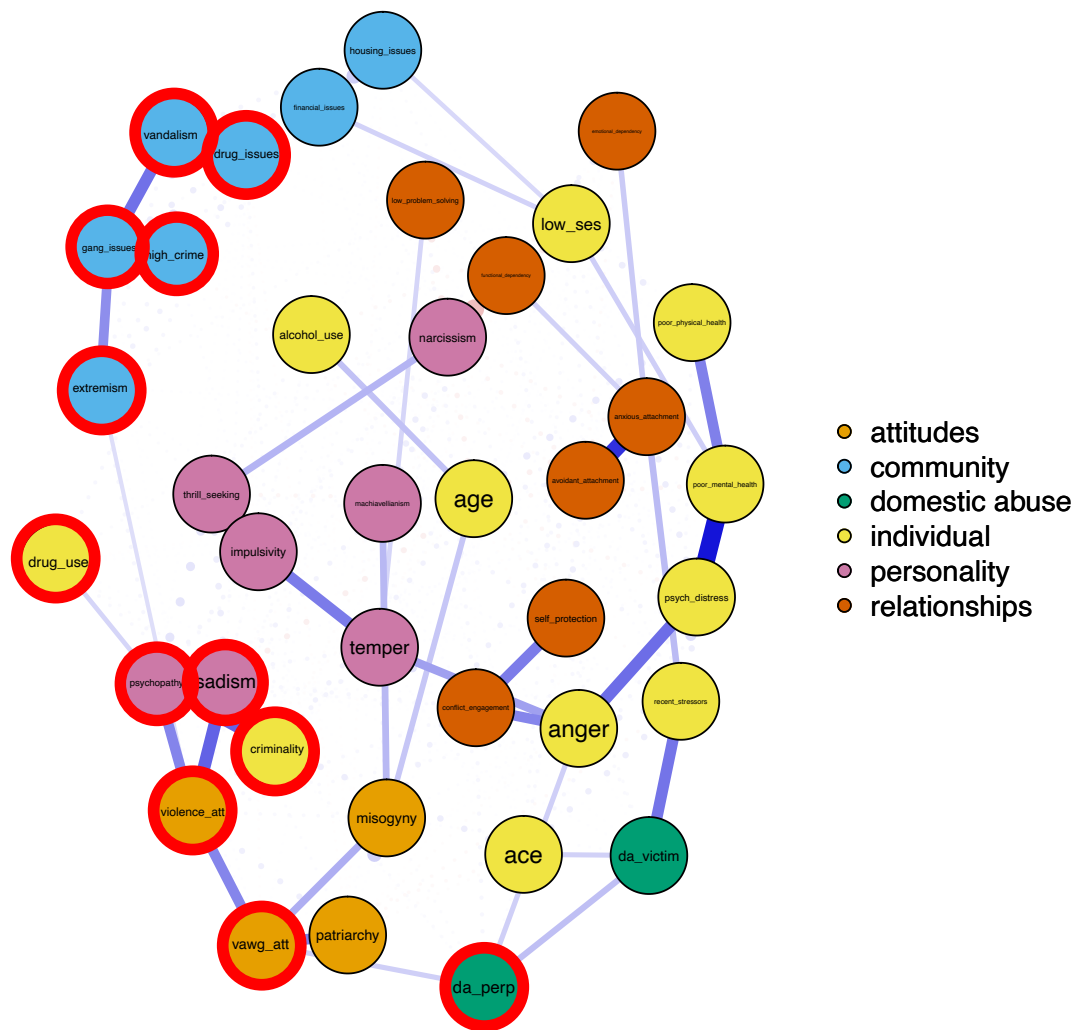 housing_issues
financial_issues
vandalism
drug_issues
emotional_dependency
low_problem_solving
low_ses
gang_issues
high_crime
functional_dependency
poor_physical_health
alcohol_use
narcissism
extremism
anxious_attachment
avoidant_attachment
poor_mental_health
thrill_seeking
machiavellianism
age
impulsivity
drug_use
psych_distress
self_protection
temper
psychopathy
sadism
recent_stressors
conflict_engagement
anger
criminality
violence_att
misogyny
ace
da_victim
vawg_att
patriarchy
da_perp
attitudes
community
domestic abuse
individual
personality
relationships